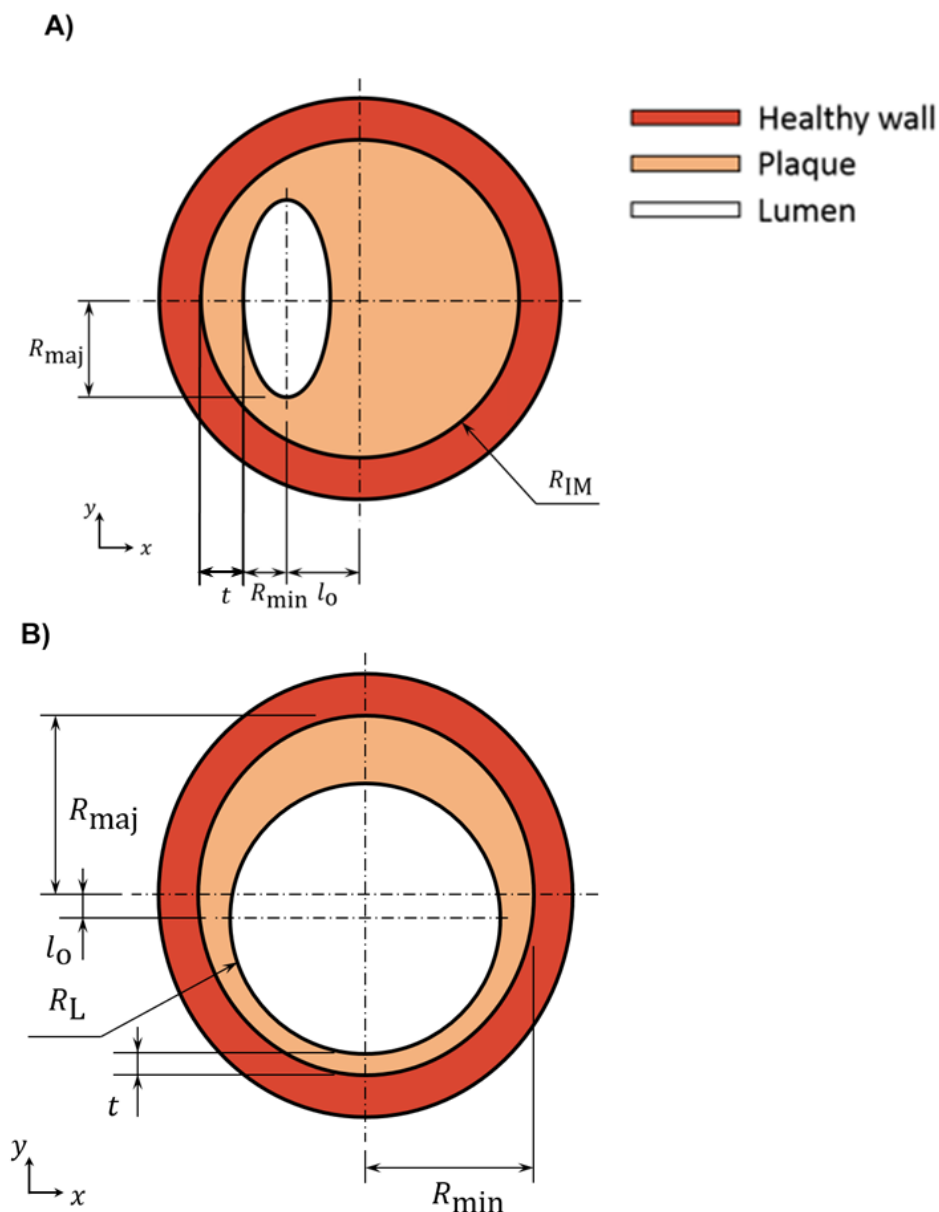 A)
Healthy wall
Plaque
Lumen
R_maj
R_IM
y
x
t R_min l_o
B)
R_maj
l_o
R_L
t
y
x
R_min